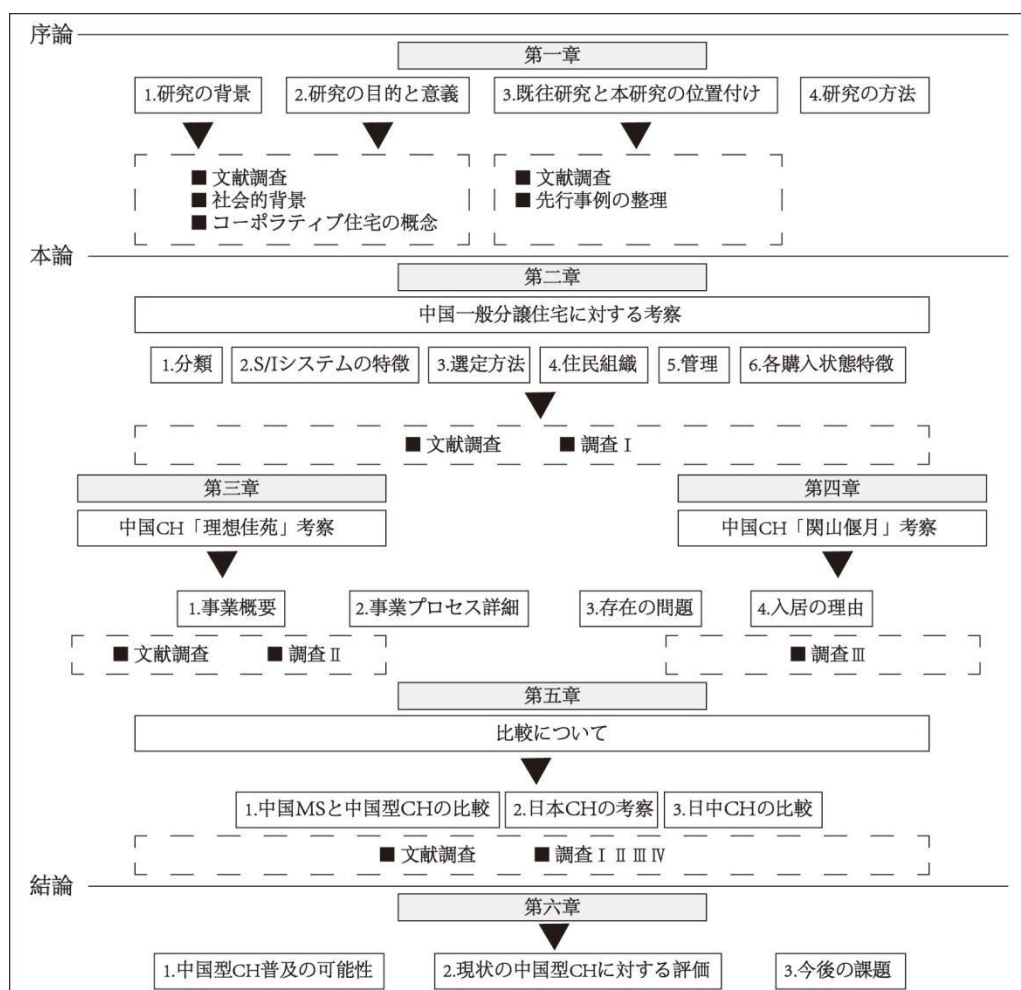 序論
第一章
1.研究の背景 2.研究の目的と意義 3.既往研究と本研究の位置付け 4.研究の方法
■ 文献調査
■ 社会的背景
■ コーポラティブ住宅の概念
■ 文献調査
■ 先行事例の整理
本論
第二章
中国一般分譲住宅に対する考察
1.分類 2.S/Iシステムの特徴 3.選定方法 4.住民組織 5.管理 6.各購入状態特徴
■ 文献調査 ■ 調査Ⅰ
第三章
中国CH「理想佳苑」考察
第四章
中国CH「関山偃月」考察
1.事業概要 2.事業プロセス詳細 3.存在の問題 4.入居の理由
■ 文献調査 ■ 調査Ⅱ
■ 調査Ⅲ
第五章
比較について
1.中国MSと中国型CHの比較 2.日本CHの考察 3.日中CHの比較
■ 文献調査 ■ 調査Ⅰ Ⅱ Ⅲ Ⅳ
結論
第六章
1.中国型CH普及の可能性 2.現状の中国型CHに対する評価 3.今後の課題